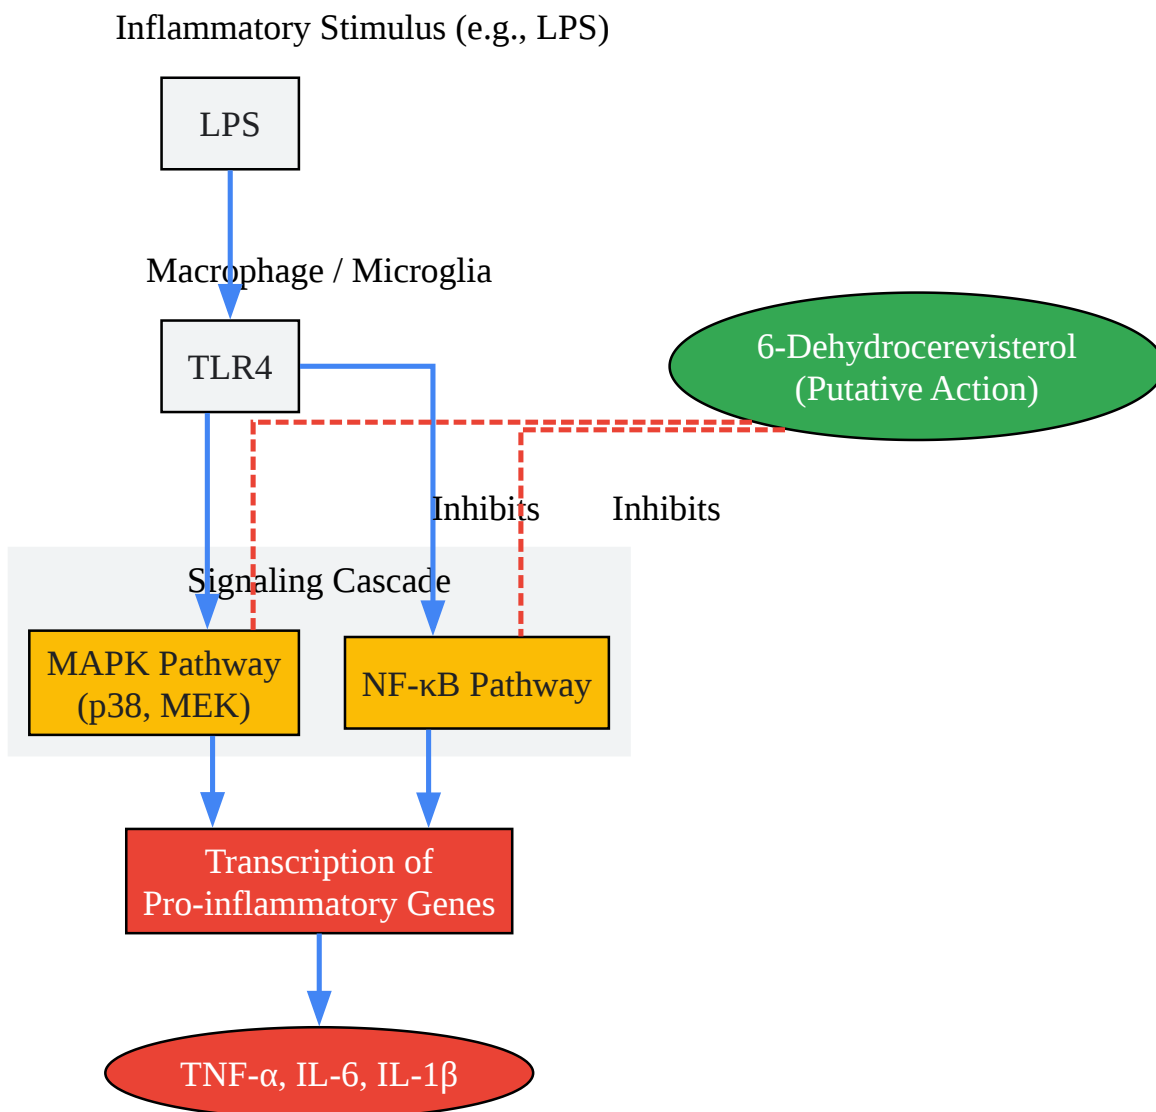 Inflammatory Stimulus (e.g., LPS)
LPS
Macrophage / Microglia
TLR4
6-Dehydrocerevisterol
(Putative Action)
Inhibits
Inhibits
Signaling Cascade
MAPK Pathway
(p38, MEK)
NF-κB Pathway
Transcription of
Pro-inflammatory Genes
TNF-α, IL-6, IL-1β